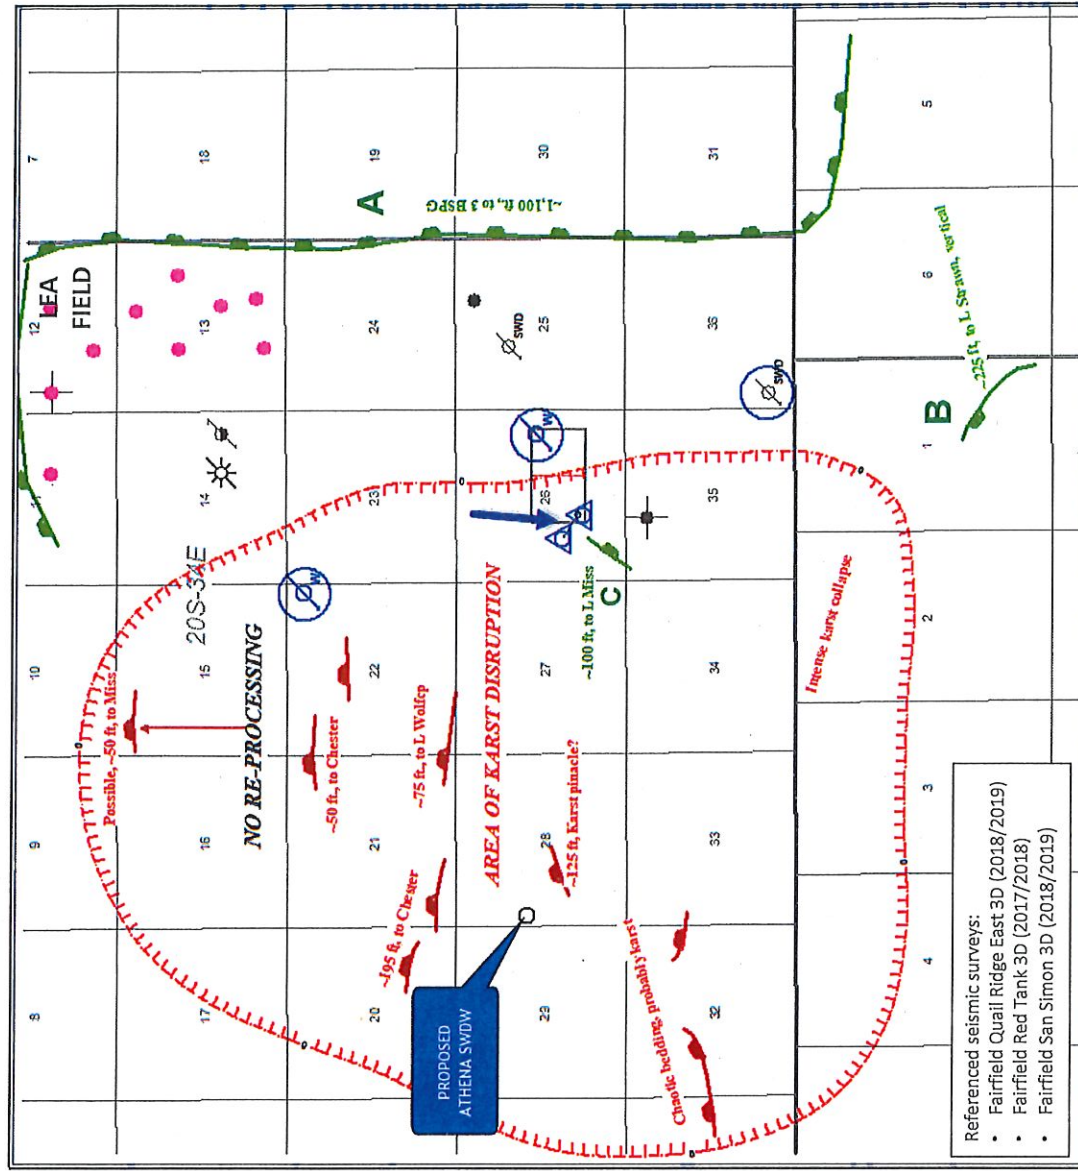 7
8
9
10
11
12
LEA
FIELD
Possible, ~50 ft, to Miss
20S-34E
18
13
14
15
16
17
NO RE-PROCESSING
A
19
24
23
22
21
20
~50 ft., to Chester
~75 ft., to L Wolfcp
~195 ft., to Chester
~1,100 ft., to 3 BSPG
AREA OF KARST DISRUPTION
30
25
26
27
28
29
SWD
W
W
PROPOSED
ATHENA SWDW
~125 ft, Karst pinacle?
~100 ft, to L Miss
C
31
36
35
34
33
32
SWD
Chaotic bedding, probably karst
Intense karst collapse
5
6
1
2
3
4
B
~225 ft, to L Strawn, vertical
Referenced seismic surveys:
• Fairfield Quail Ridge East 3D (2018/2019)
• Fairfield Red Tank 3D (2017/2018)
• Fairfield San Simon 3D (2018/2019)